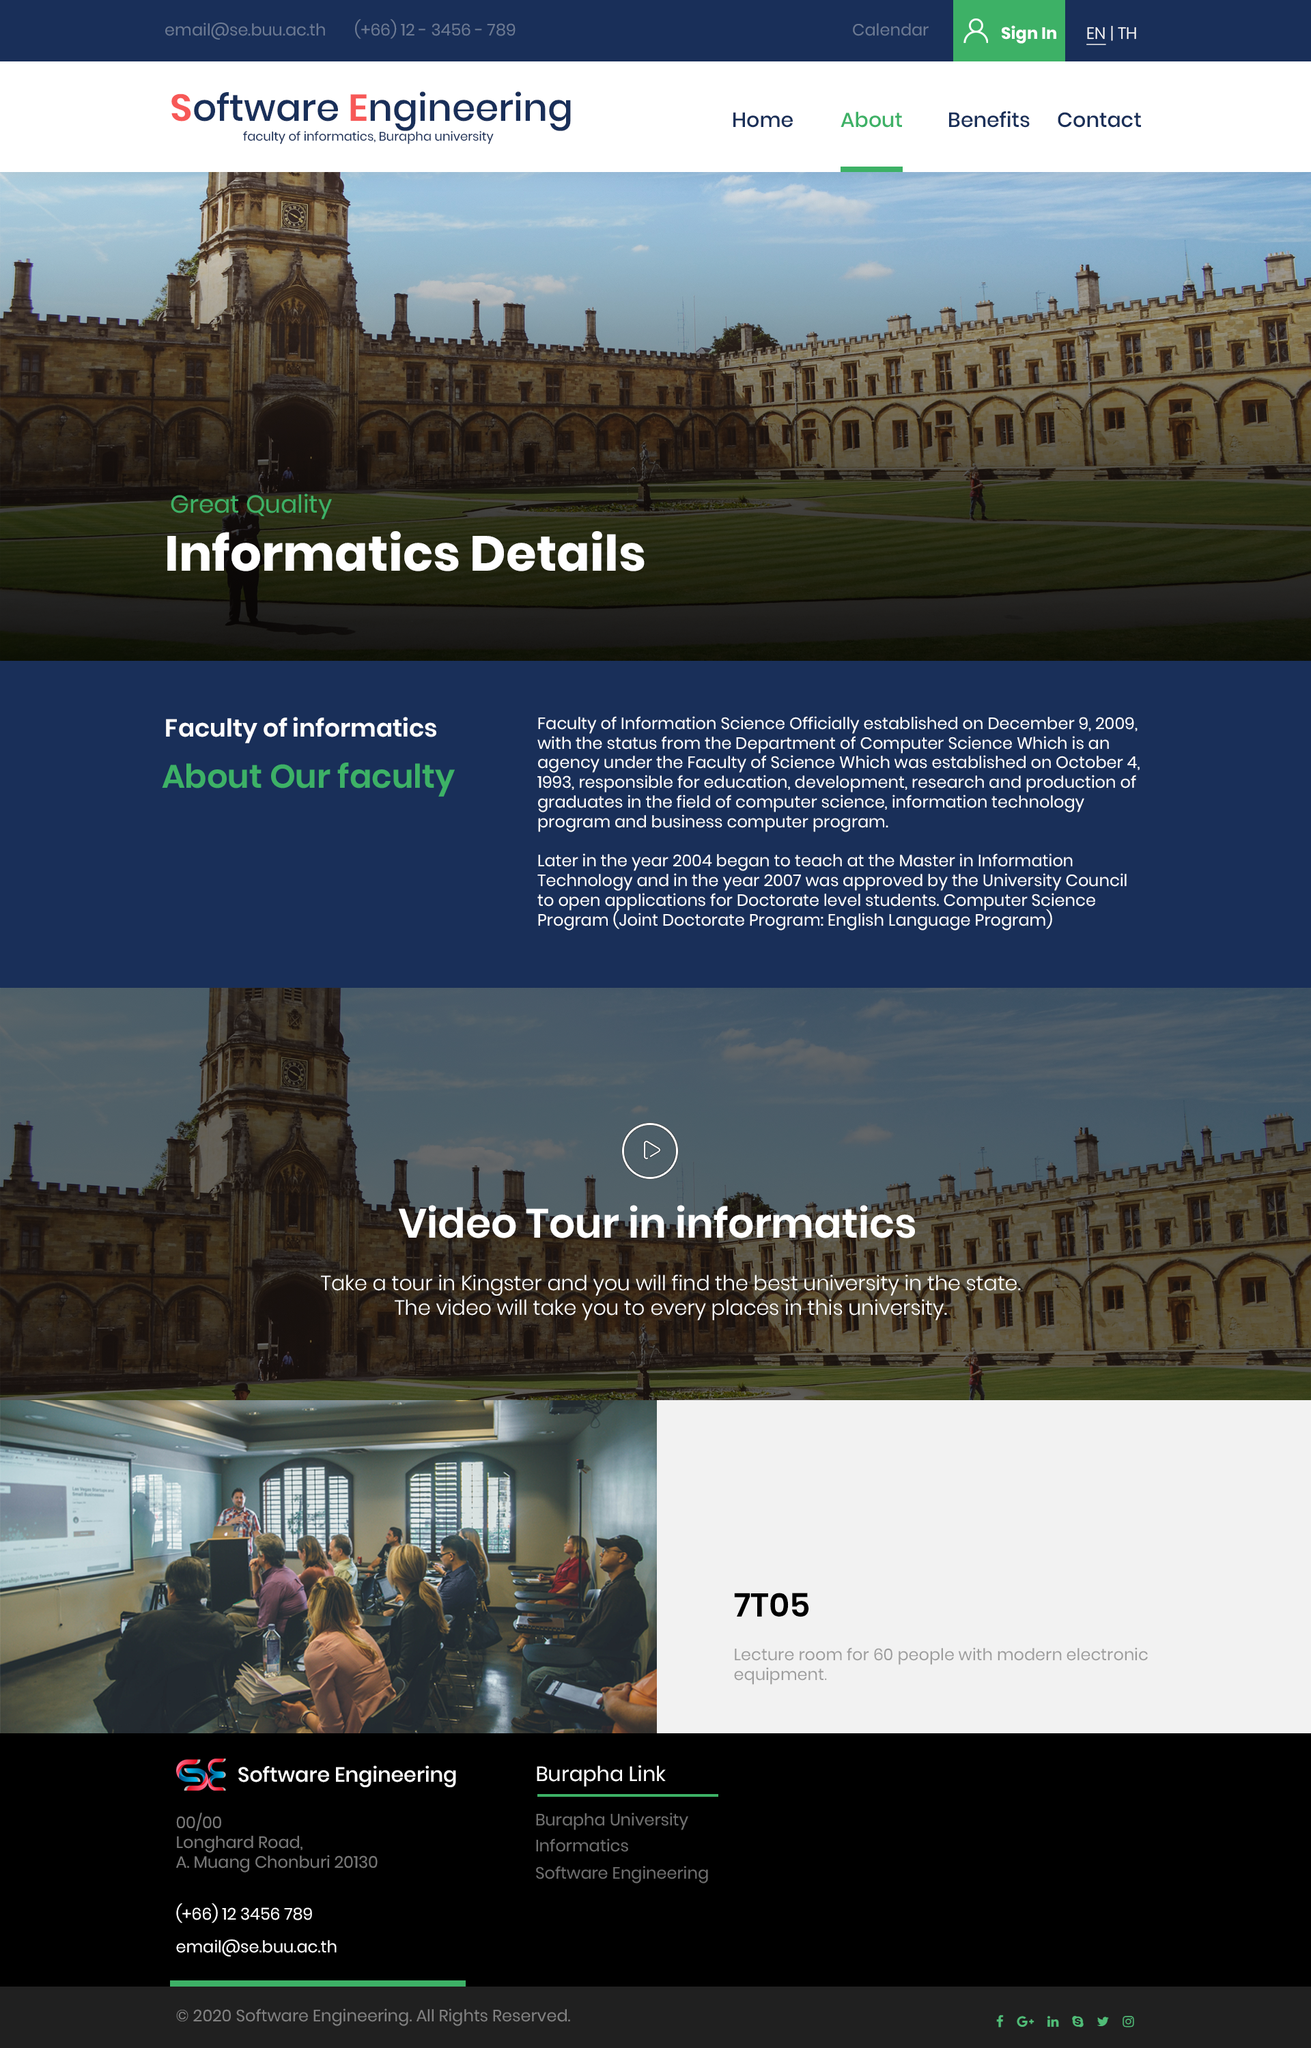 email@se.buu.ac.th (+66) 12 - 3456 - 789 Calendar Sign In EN | TH
Software Engineering
faculty of informatics, Burapha university
Home About Benefits Contact
Great Quality
Informatics Details
Faculty of informatics
About Our faculty
Faculty of Information Science Officially established on December 9, 2009,
with the status from the Department of Computer Science Which is an
agency under the Faculty of Science Which was established on October 4,
1993, responsible for education, development, research and production of
graduates in the field of computer science, information technology
program and business computer program.
Later in the year 2004 began to teach at the Master in Information
Technology and in the year 2007 was approved by the University Council
to open applications for Doctorate level students. Computer Science
Program (Joint Doctorate Program: English Language Program)
Video Tour in informatics
Take a tour in Kingster and you will find the best university in the state.
The video will take you to every places in this university.
7T05
Lecture room for 60 people with modern electronic
equipment.
Software Engineering
00/00
Longhard Road,
A. Muang Chonburi 20130
(+66) 12 3456 789
email@se.buu.ac.th
Burapha Link
Burapha University
Informatics
Software Engineering
© 2020 Software Engineering. All Rights Reserved.